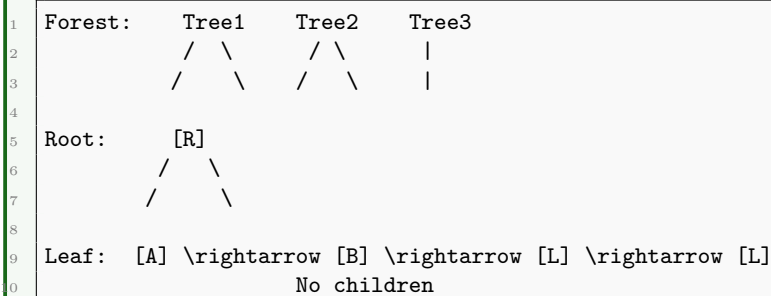 1 Forest:    Tree1    Tree2    Tree3
2            /  \     / \      |
3           /    \   /   \     |
4
5 Root:     [R]
6          /   \
7         /     \
8
9 Leaf:  [A] \rightarrow [B] \rightarrow [L] \rightarrow [L]
10                    No children